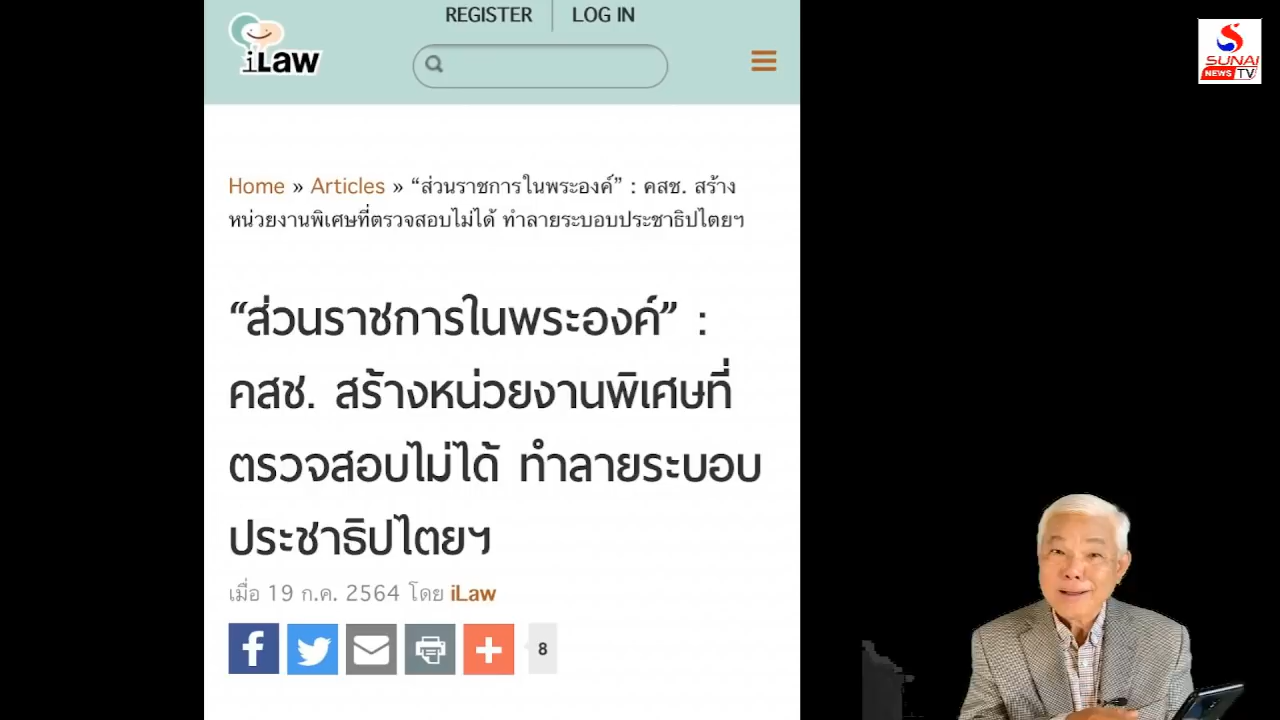 REGISTER LOG IN
iLaw
SUNAI
NEWS TV
Home » Articles » “ส่วนราชการในพระองค์” : คสช. สร้าง
หน่วยงานพิเศษที่ตรวจสอบไม่ได้ ทำลายระบอบประชาธิปไตยฯ
“ส่วนราชการในพระองค์” :
คสช. สร้างหน่วยงานพิเศษที่
ตรวจสอบไม่ได้ ทำลายระบอบ
ประชาธิปไตยฯ
เมื่อ 19 ก.ค. 2564 โดย iLaw
8